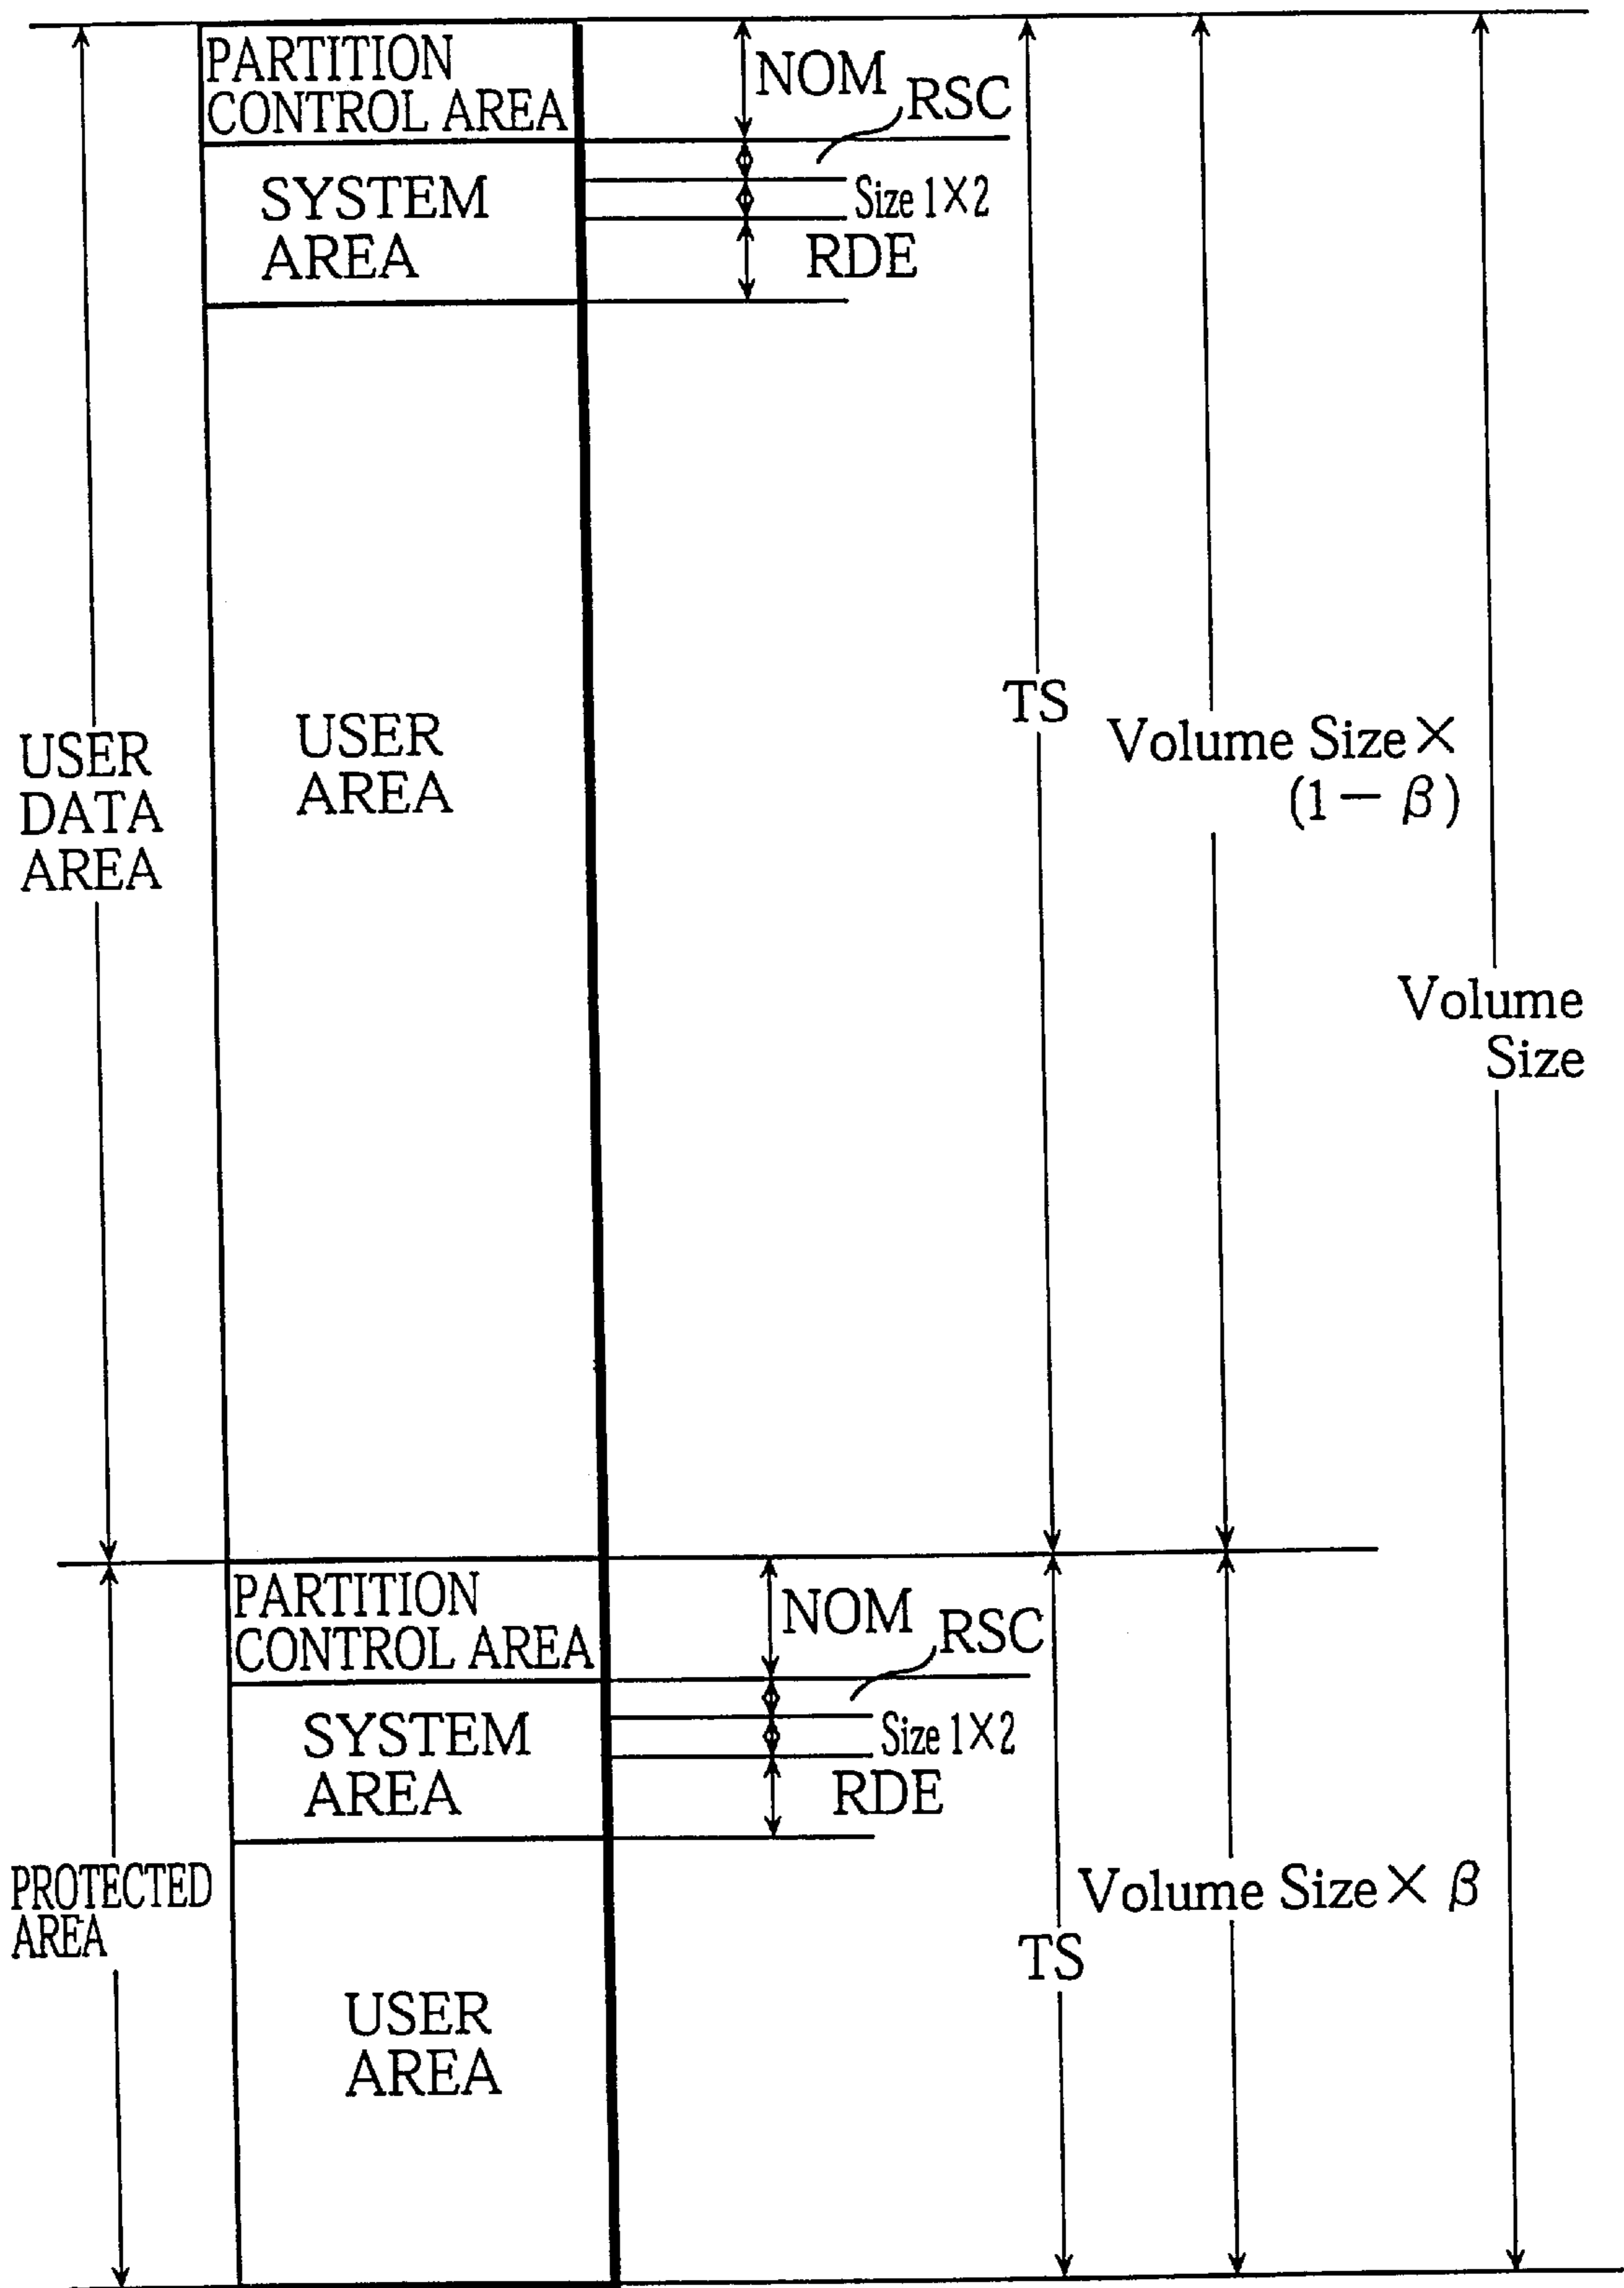 PARTITION
CONTROL AREA
NOM
RSC
SYSTEM
AREA
Size 1×2
RDE
USER
DATA
AREA
USER
AREA
TS
Volume Size×
(1− β)
Volume
Size
PARTITION
CONTROL AREA
NOM
RSC
SYSTEM
AREA
Size 1×2
RDE
PROTECTED
AREA
USER
AREA
TS
Volume Size× β